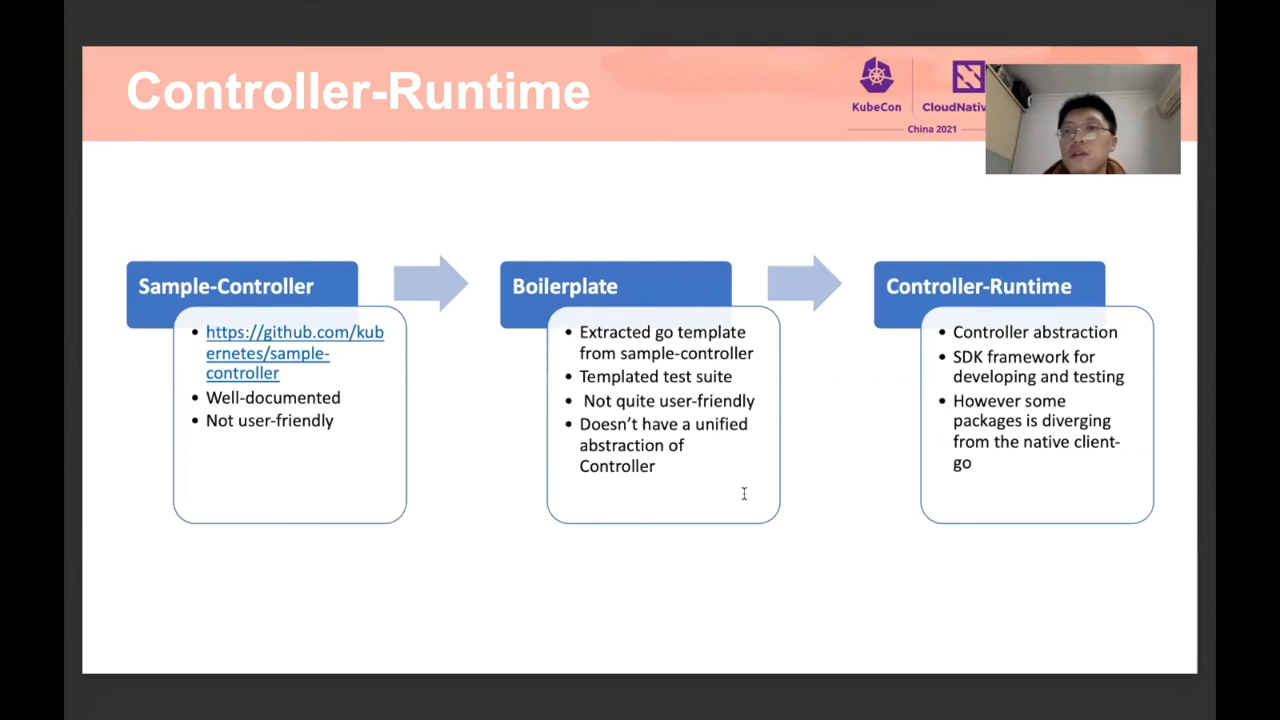 Controller-Runtime
KubeCon
CloudNativ
China 2021
Sample-Controller
• https://github.com/kub
ernetes/sample-
controller
• Well-documented
• Not user-friendly
Boilerplate
• Extracted go template
from sample-controller
• Templated test suite
• Not quite user-friendly
• Doesn’t have a unified
abstraction of
Controller
Controller-Runtime
• Controller abstraction
• SDK framework for
developing and testing
• However some
packages is diverging
from the native client-
go